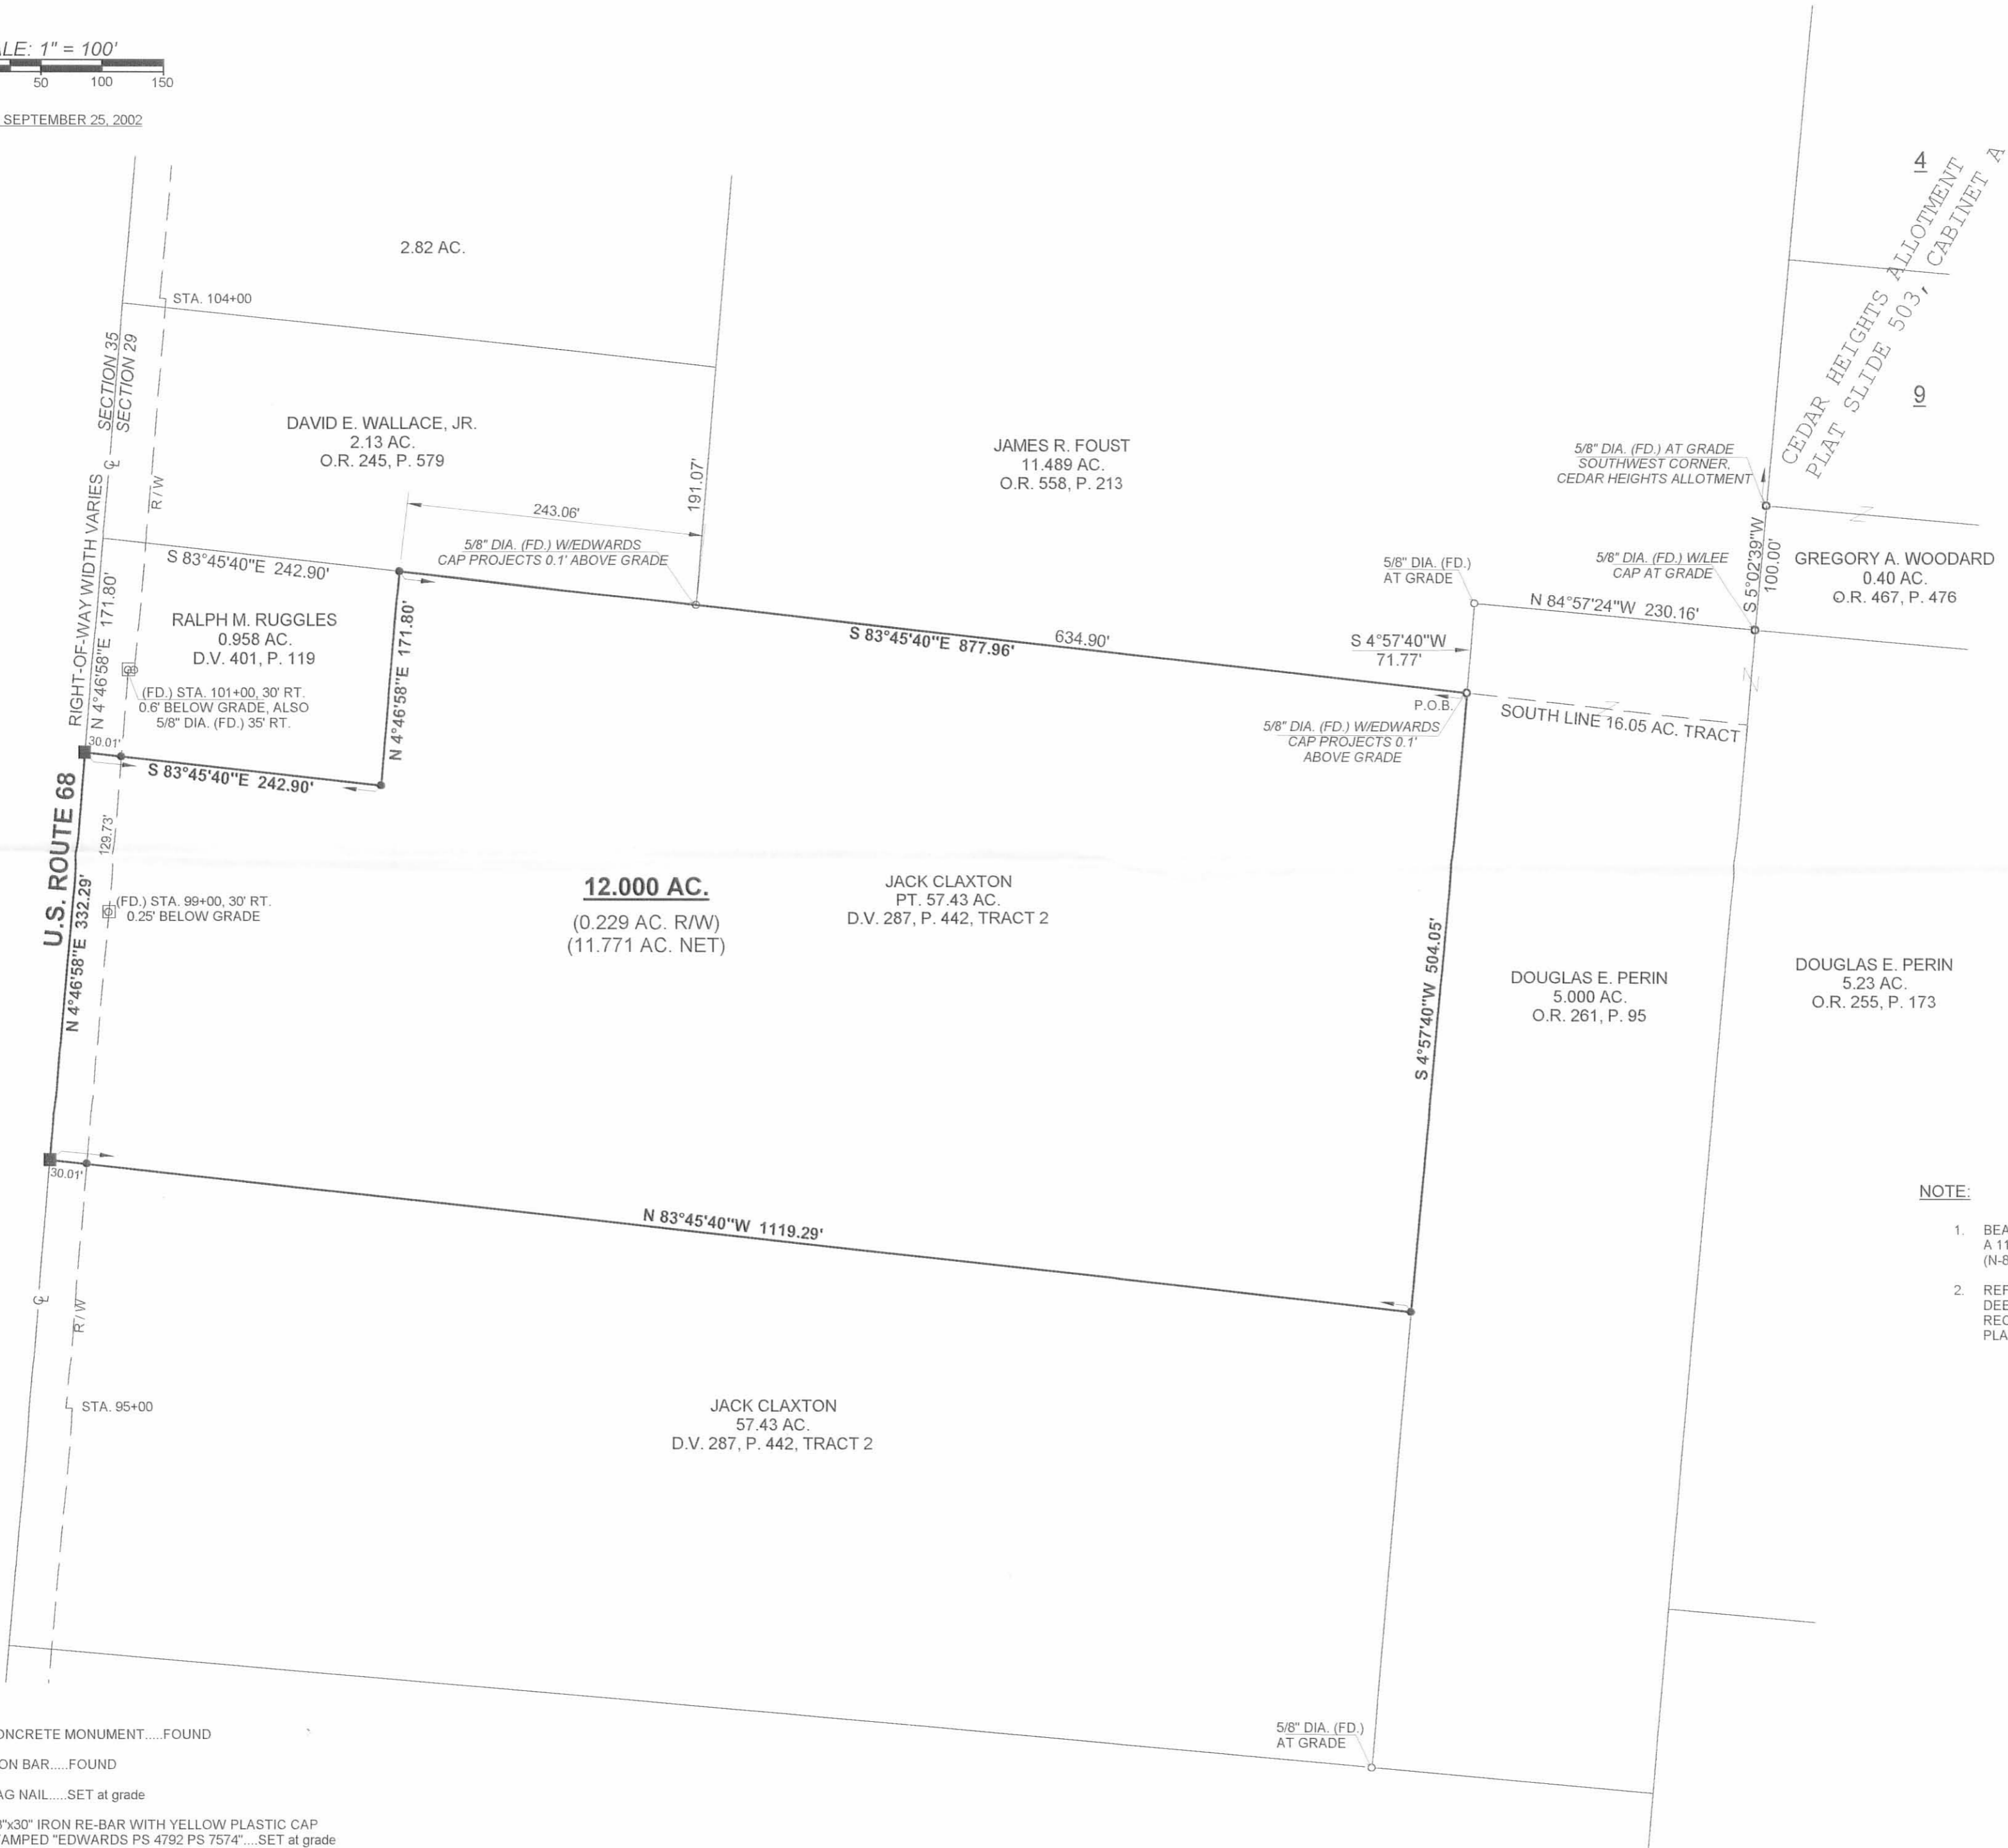 ALE: 1" = 100'
50 100 150
SEPTEMBER 25, 2002
4
CEDAR HEIGHTS ALLOTMENT
PLAT SLIDE 503, CABINET A
9
2.82 AC.
STA. 104+00
SECTION 35
SECTION 29
RIGHT-OF-WAY WIDTH VARIES
R / W
DAVID E. WALLACE, JR.
2.13 AC.
O.R. 245, P. 579
JAMES R. FOUST
11.489 AC.
O.R. 558, P. 213
191.07'
243.06'
5/8" DIA. (FD.) W/EDWARDS
CAP PROJECTS 0.1' ABOVE GRADE
5/8" DIA. (FD.) AT GRADE
SOUTHWEST CORNER,
CEDAR HEIGHTS ALLOTMENT
S 5°02'39"W
100.00'
GREGORY A. WOODARD
0.40 AC.
O.R. 467, P. 476
5/8" DIA. (FD.) W/LEE
CAP AT GRADE
5/8" DIA. (FD.)
AT GRADE
N 84°57'24"W 230.16'
S 83°45'40"E 242.90'
N 4°46'58"E 171.80'
RALPH M. RUGGLES
0.958 AC.
D.V. 401, P. 119
N 4°46'58"E 171.80'
S 83°45'40"E 877.96'
634.90'
S 4°57'40"W
71.77'
P.O.B.
SOUTH LINE 16.05 AC. TRACT
5/8" DIA. (FD.) W/EDWARDS
CAP PROJECTS 0.1'
ABOVE GRADE
(FD.) STA. 101+00, 30' RT.
0.6' BELOW GRADE, ALSO
5/8" DIA. (FD.) 35' RT.
30.01'
S 83°45'40"E 242.90'
U.S. ROUTE 68
129.73'
N 4°46'58"E 332.29'
(FD.) STA. 99+00, 30' RT.
0.25' BELOW GRADE
12.000 AC.
(0.229 AC. R/W)
(11.771 AC. NET)
JACK CLAXTON
PT. 57.43 AC.
D.V. 287, P. 442, TRACT 2
S 4°57'40"W 504.05'
DOUGLAS E. PERIN
5.000 AC.
O.R. 261, P. 95
DOUGLAS E. PERIN
5.23 AC.
O.R. 255, P. 173
30.01'
N 83°45'40"W 1119.29'
R / W
STA. 95+00
JACK CLAXTON
57.43 AC.
D.V. 287, P. 442, TRACT 2
NOTE:
1. BEA
A 11
(N-8
2. REF
DEE
REC
PLA
5/8" DIA. (FD.)
AT GRADE
ONCRETE MONUMENT.....FOUND
ON BAR.....FOUND
AG NAIL.....SET at grade
8"x30" IRON RE-BAR WITH YELLOW PLASTIC CAP
TAMPED "EDWARDS PS 4792 PS 7574"....SET at grade